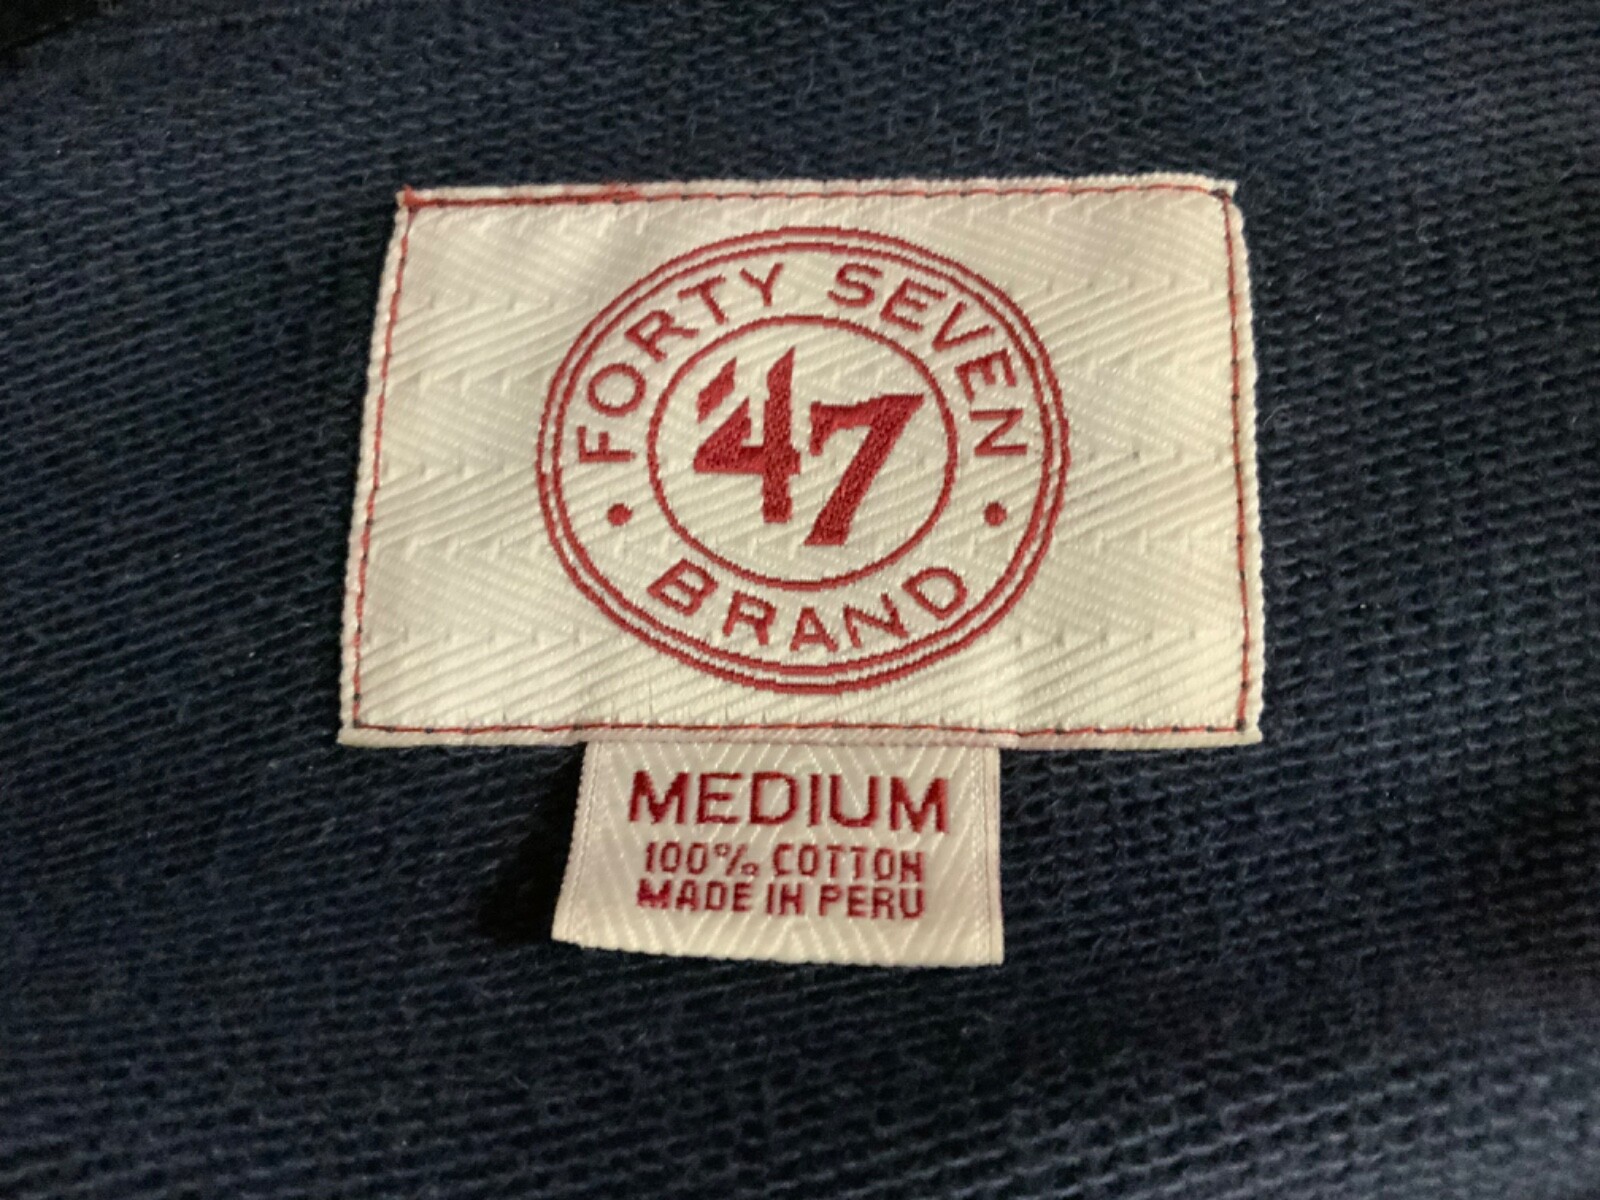 FORTY SEVEN
'47
BRAND
MEDIUM
100% COTTON
MADE IN PERU